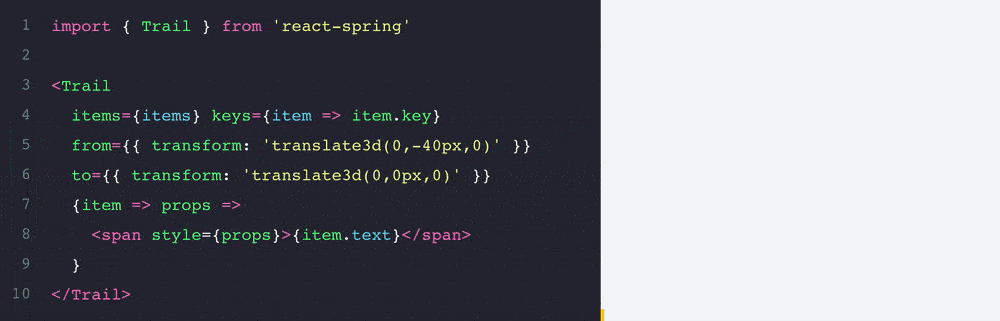 1 import { Trail } from 'react-spring'
2
3 <Trail
4 items={items} keys={item => item.key}
5 from={{ transform: 'translate3d(0,-40px,0)' }}
6 to={{ transform: 'translate3d(0,0px,0)' }}
7 {item => props =>
8 <span style={props}>{item.text}</span>
9 }
10 </Trail>